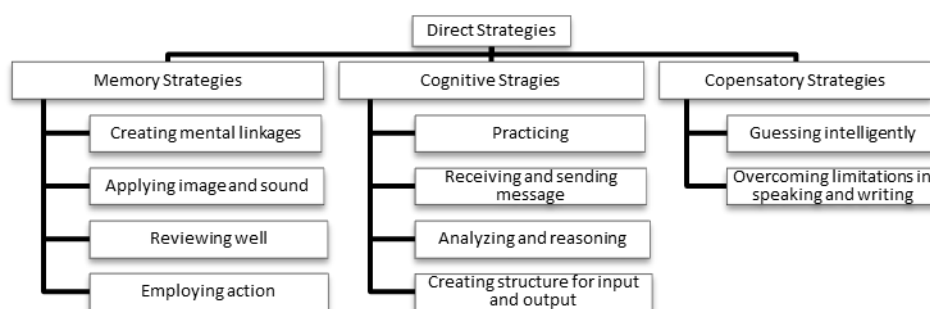 Direct Strategies
Memory Strategies
Creating mental linkages
Applying image and sound
Reviewing well
Employing action
Cognitive Stragies
Practicing
Receiving and sending
message
Analyzing and reasoning
Creating structure for input
and output
Copensatory Strategies
Guessing intelligently
Overcoming limitations in
speaking and writing